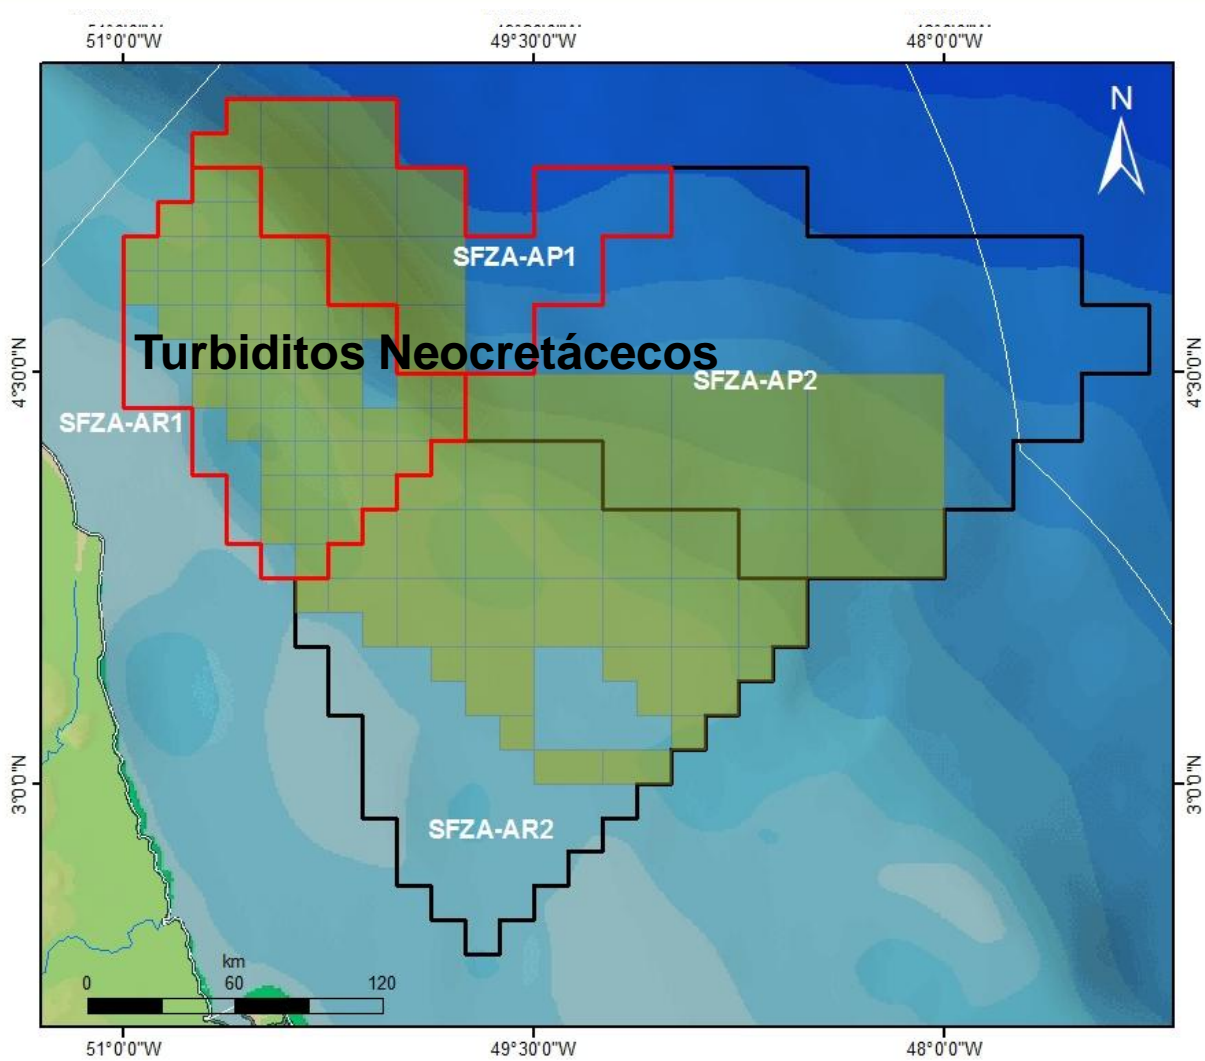 51°0'0"W 49°30'0"W 48°0'0"W
N
SFZA-AP1
Turbiditos Neocretácecos
4°30'0"N 4°30'0"N
SFZA-AP2
SFZA-AR1
3°0'0"N 3°0'0"N
SFZA-AR2
km
0 60 120
51°0'0"W 49°30'0"W 48°0'0"W